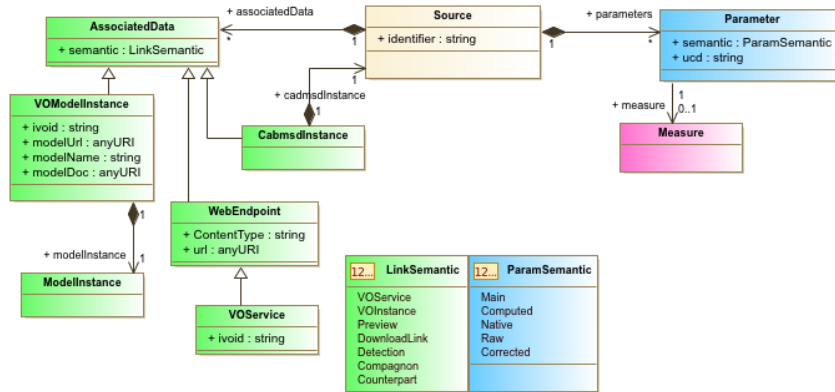 AssociatedData
+ semantic : LinkSemantic
+ associatedData
*
1
Source
+ identifier : string
1
+ parameters
*
Parameter
+ semantic : ParamSemantic
+ ucd : string
1
+ cadmsdInstance
1
1
+ measure
0..1
Measure
VOModelInstance
+ ivoid : string
+ modelUrl : anyURI
+ modelName : string
+ modelDoc : anyURI
CabmsdInstance
1
+ modelInstance
1
ModelInstance
WebEndpoint
+ ContentType : string
+ url : anyURI
VOService
+ ivoid : string
12...
LinkSemantic
VOService
VOInstance
Preview
DownloadLink
Detection
Compagnon
Counterpart
12...
ParamSemantic
Main
Computed
Native
Raw
Corrected